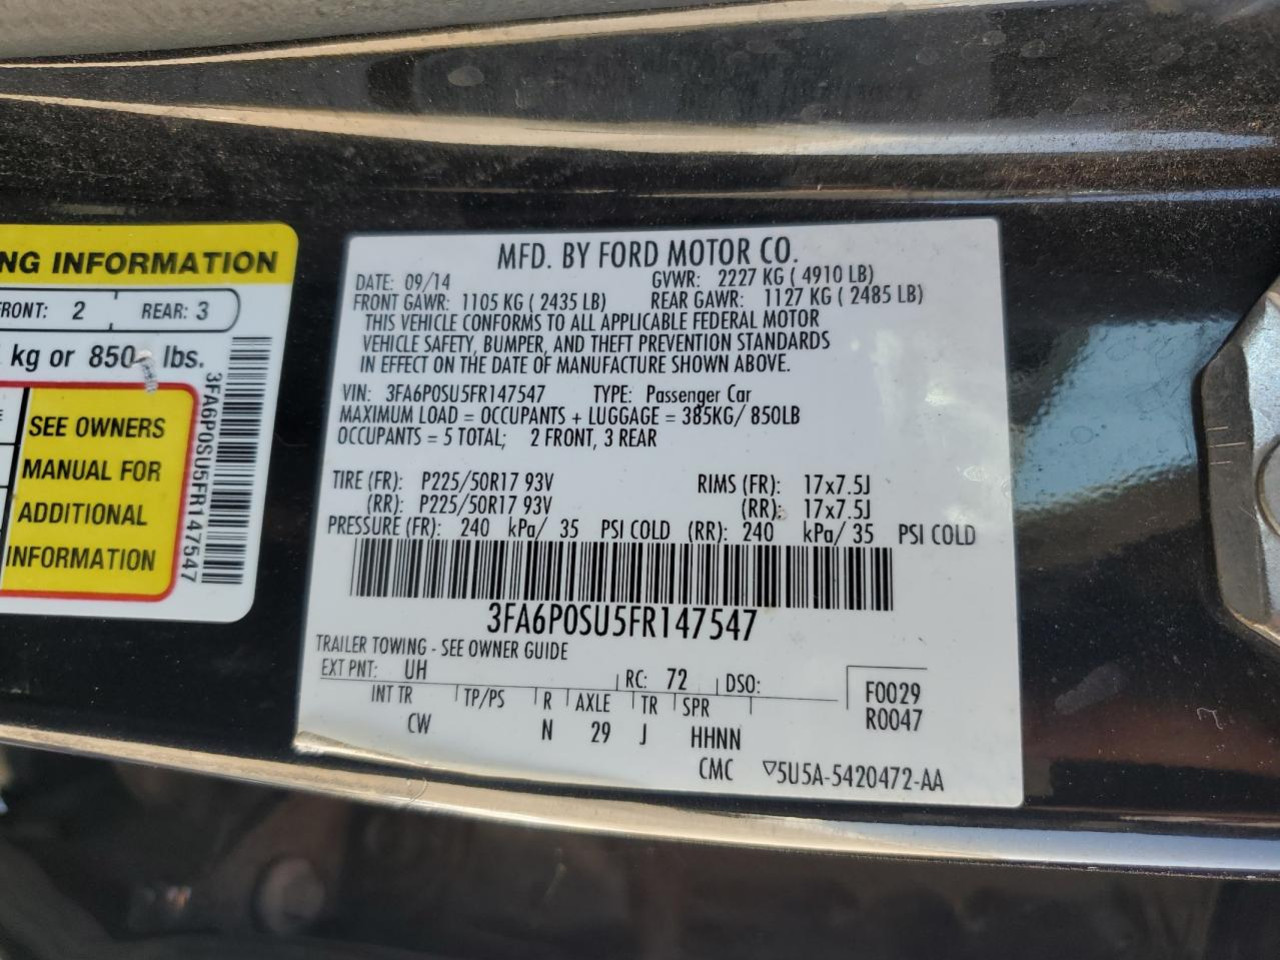 NG INFORMATION
FRONT: 2 REAR: 3
kg or 850 lbs.
SEE OWNERS
MANUAL FOR
ADDITIONAL
INFORMATION
3FA6P0SU5FR147547
MFD. BY FORD MOTOR CO.
DATE: 09/14 GVWR: 2227 KG ( 4910 LB)
FRONT GAWR: 1105 KG ( 2435 LB) REAR GAWR: 1127 KG ( 2485 LB)
THIS VEHICLE CONFORMS TO ALL APPLICABLE FEDERAL MOTOR
VEHICLE SAFETY, BUMPER, AND THEFT PREVENTION STANDARDS
IN EFFECT ON THE DATE OF MANUFACTURE SHOWN ABOVE.
VIN: 3FA6P0SU5FR147547 TYPE: Passenger Car
MAXIMUM LOAD = OCCUPANTS + LUGGAGE = 385KG/ 850LB
OCCUPANTS = 5 TOTAL; 2 FRONT, 3 REAR
TIRE (FR): P225/50R17 93V RIMS (FR): 17x7.5J
(RR): P225/50R17 93V (RR): 17x7.5J
PRESSURE (FR): 240 kPa/ 35 PSI COLD (RR): 240 kPa/ 35 PSI COLD
3FA6P0SU5FR147547
TRAILER TOWING - SEE OWNER GUIDE
EXT PNT: UH RC: 72 DSO:
INT TR TP/PS R AXLE TR SPR F0029
CW N 29 J HHNN R0047
CMC ▽5U5A-5420472-AA